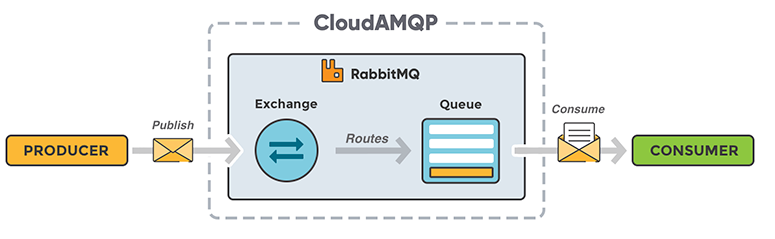 CloudAMQP
RabbitMQ
Exchange
Queue
Publish
Routes
Consume
PRODUCER
CONSUMER